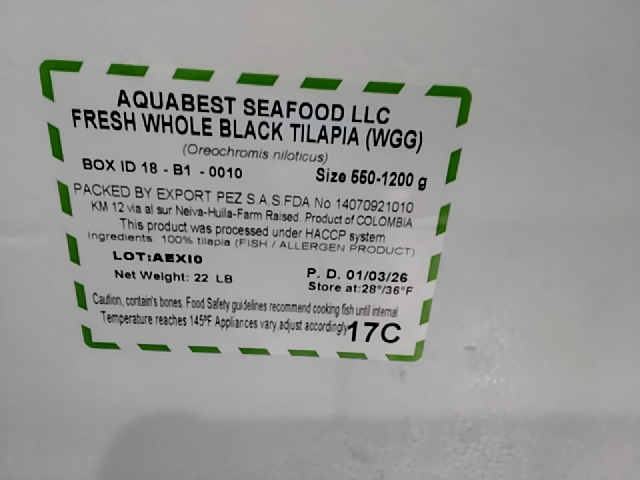 AQUABEST SEAFOOD LLC
FRESH WHOLE BLACK TILAPIA (WGG)
(Oreochromis niloticus)
BOX ID 18 - B1 - 0010 Size 550-1200 g
PACKED BY EXPORT PEZ S.A.S.FDA No 14070921010
KM 12 via al sur Neiva-Huila-Farm Raised. Product of COLOMBIA
This product was processed under HACCP system
Ingredients: 100% tilapia (FISH / ALLERGEN PRODUCT)
LOT:AEXI0 P. D. 01/03/26
Net Weight: 22 LB Store at:28°/36°F
Caution, contain's bones. Food Safety guidelines recommend cooking fish until internal
Temperature reaches 145°F Appliances vary,adjust accordingly 17C